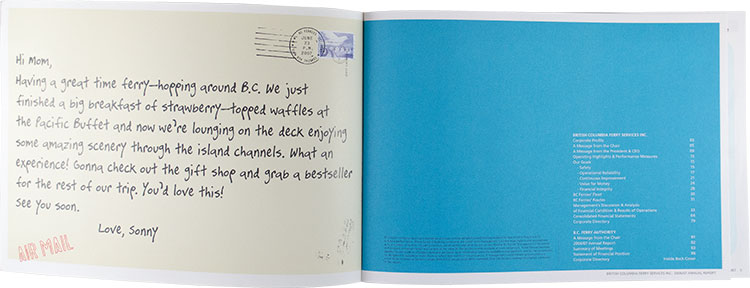 JUNE
21
P.M.
2007
Hi Mom,
Having a great time ferry-hopping around B.C. We just
finished a big breakfast of strawberry-topped waffles at
the Pacific Buffet and now we're lounging on the deck enjoying
some amazing scenery through the island channels. What an
experience! Gonna check out the gift shop and grab a bestseller
for the rest of our trip. You'd love this!
See you soon.
Love, Sonny
AIR MAIL
BRITISH COLUMBIA FERRY SERVICES INC.
Corporate Profile
A Message from the Chair
A Message from the President & CEO
Operating Highlights & Performance Measures
Our Goals
- Safety
- Operational Reliability
- Continuous Improvement
- Value for Money
- Financial Integrity
BC Ferries' Fleet
BC Ferries' Routes
Management's Discussion & Analysis
of Financial Condition & Results of Operations
Consolidated Financial Statements
Corporate Directory
B.C. FERRY AUTHORITY
A Message from the Chair
2006/07 Annual Report
Summary of Meetings
Statement of Financial Position
Corporate Directory Inside Back Cover
BRITISH COLUMBIA FERRY SERVICES INC. 2006/07 ANNUAL REPORT